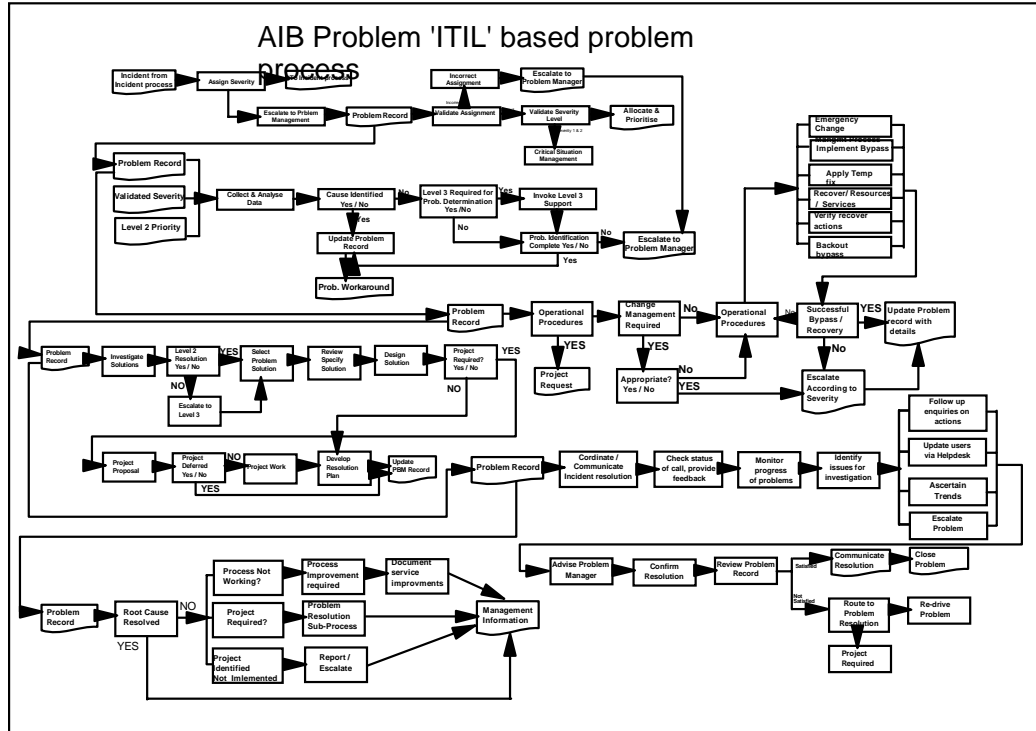 AIB Problem 'ITIL' based problem
process
Incident from
Incident process
Assign Severity
To Incident process
Incorrect
Assignment
Escalate to
Problem Manager
Escalate to Prblem
Management
Problem Record
Validate Assignment
Validate Severity
Level
Allocate &
Prioritise
Severity 1 & 2
Critical Situation
Management
Problem Record
Validated Severity
Level 2 Priority
Collect & Analyse
Data
Cause Identified
Yes / No
No
Level 3 Required for
Prob. Determination
Yes /No
Yes
Invoke Level 3
Support
Yes
No
Update Problem
Record
Prob. Identification
Complete Yes / No
No
Escalate to
Problem Manager
Yes
Prob. Workaround
Emergency
Change
Mangmt Process
Implement Bypass
Apply Temp
fix
Recover/ Resources
/ Services
Verify recover
actions
Backout
bypass
Problem
Record
Operational
Procedures
Change
Management
Required
No
Operational
Procedures
No
Successful
Bypass /
Recovery
YES
Update Problem
record with
details
YES
YES
No
No
Project
Request
Appropriate?
Yes / No
YES
Escalate
According to
Severity
Problem
Record
Investigate
Solutions
Level 2
Resolution
Yes / No
YES
Select
Problem
Solution
Review
Specify
Solution
Design
Solution
Project
Required?
Yes / No
YES
NO
NO
Escalate to
Level 3
Project
Proposal
Project
Deferred
Yes / No
NO
Project Work
Develop
Resolution
Plan
Update
PBM Record
YES
Problem Record
Cordinate /
Communicate
Incident resolution
Check status
of call, provide
feedback
Monitor
progress
of problems
Identify
issues for
investigation
Follow up
enquiries on
actions
Update users
via Helpdesk
Ascertain
Trends
Escalate
Problem
Advise Problem
Manager
Confirm
Resolution
Review Problem
Record
Satisfied
Communicate
Resolution
Close
Problem
Not
Satisfied
Route to
Problem
Resolution
Re-drive
Problem
Project
Required
Problem
Record
Root Cause
Resolved
NO
YES
Process Not
Working?
Process
Improvement
required
Document
service
improvments
Project
Required?
Problem
Resolution
Sub-Process
Management
Information
Project
Identified
Not Imlemented
Report /
Escalate